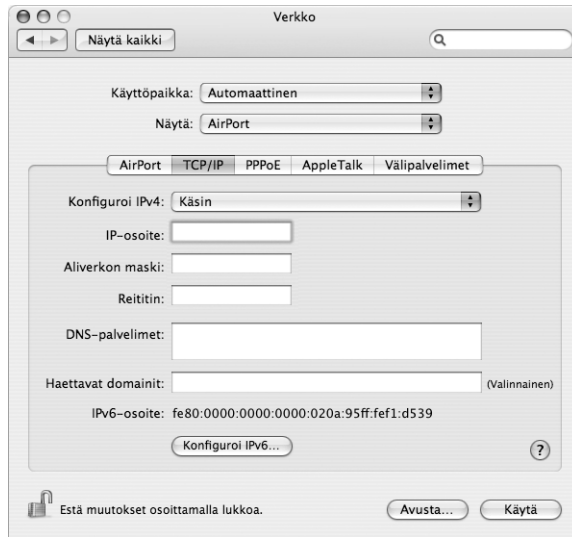 Verkko
Näytä kaikki
Käyttöpaikka: Automaattinen
Näytä: AirPort
AirPort TCP/IP PPPoE AppleTalk Välipalvelimet
Konfiguroi IPv4: Käsin
IP-osoite:
Aliverkon maski:
Reititin:
DNS-palvelimet:
Haettavat domainit: (Valinnainen)
IPv6-osoite: fe80:0000:0000:0000:020a:95ff:fef1:d539
Konfiguroi IPv6... ?
Estä muutokset osoittamalla lukkoa. Avusta... Käytä